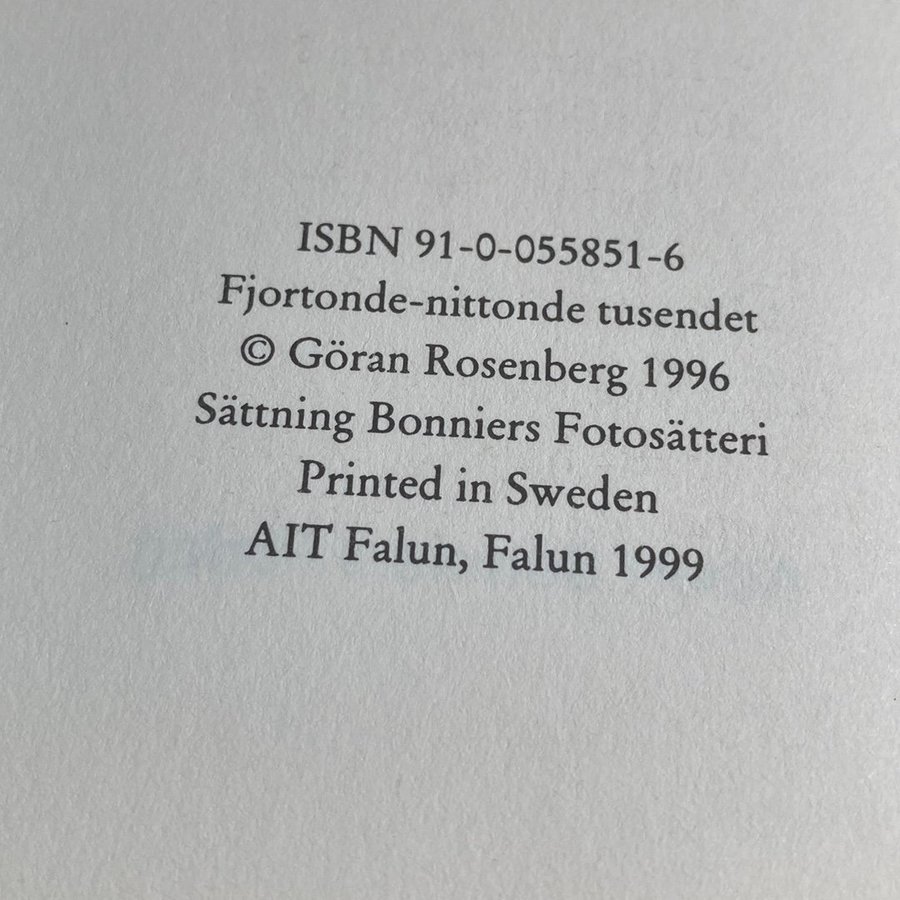 ISBN 91-0-055851-6
Fjortonde-nittonde tusendet
© Göran Rosenberg 1996
Sättning Bonniers Fotosätteri
Printed in Sweden
AIT Falun, Falun 1999